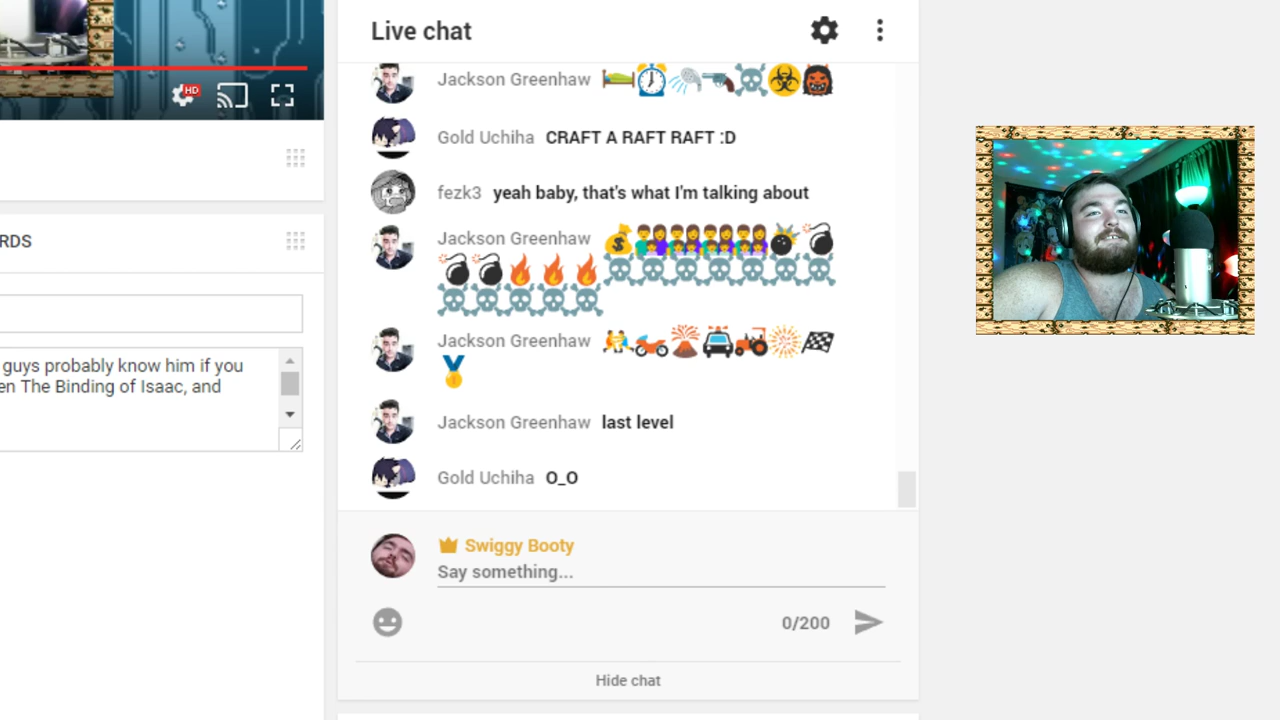 Live chat
HD
Jackson Greenhaw
Gold Uchiha CRAFT A RAFT RAFT :D
fezk3 yeah baby, that's what I'm talking about
RDS
Jackson Greenhaw
Jackson Greenhaw
guys probably know him if you
en The Binding of Isaac, and
Jackson Greenhaw last level
Gold Uchiha O_O
Swiggy Booty
Say something...
0/200
Hide chat